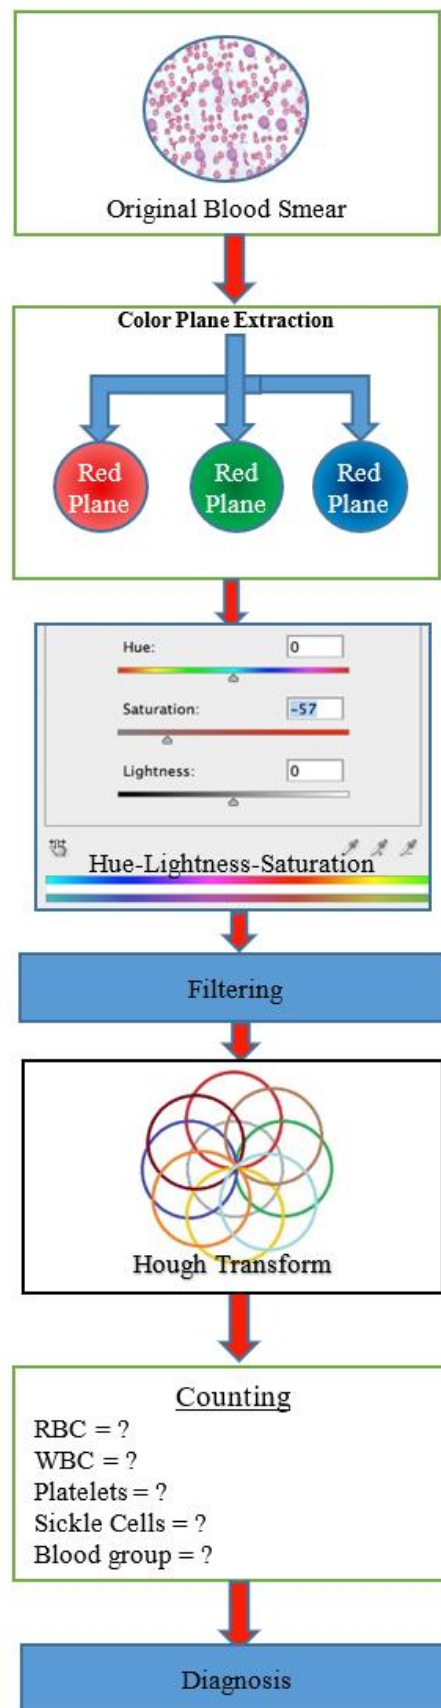 Original Blood Smear
Color Plane Extraction
Red
Plane
Red
Plane
Red
Plane
Hue:
0
Saturation:
-57
Lightness:
0
Hue-Lightness-Saturation
Filtering
Hough Transform
Counting
RBC = ?
WBC = ?
Platelets = ?
Sickle Cells = ?
Blood group = ?
Diagnosis